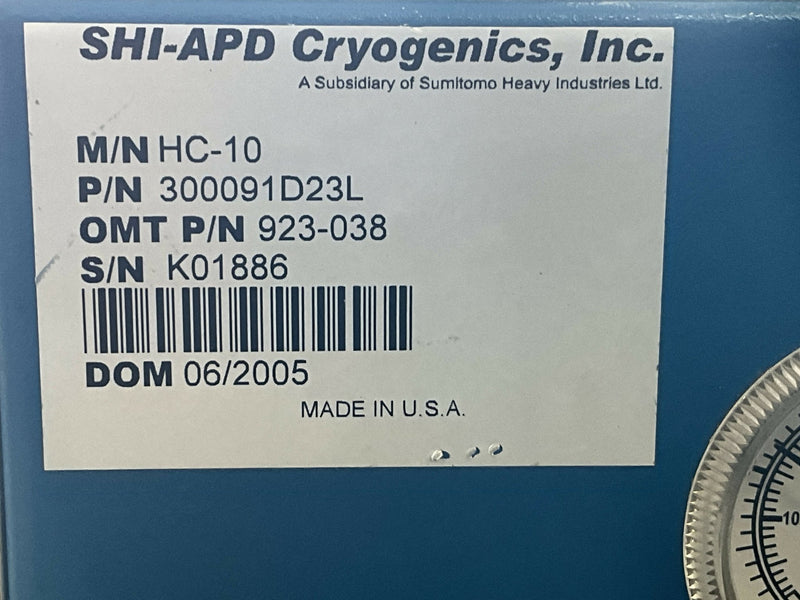 SHI-APD Cryogenics, Inc.
A Subsidiary of Sumitomo Heavy Industries Ltd.
M/N HC-10
P/N 300091D23L
OMT P/N 923-038
S/N K01886
DOM 06/2005
MADE IN U.S.A.
10